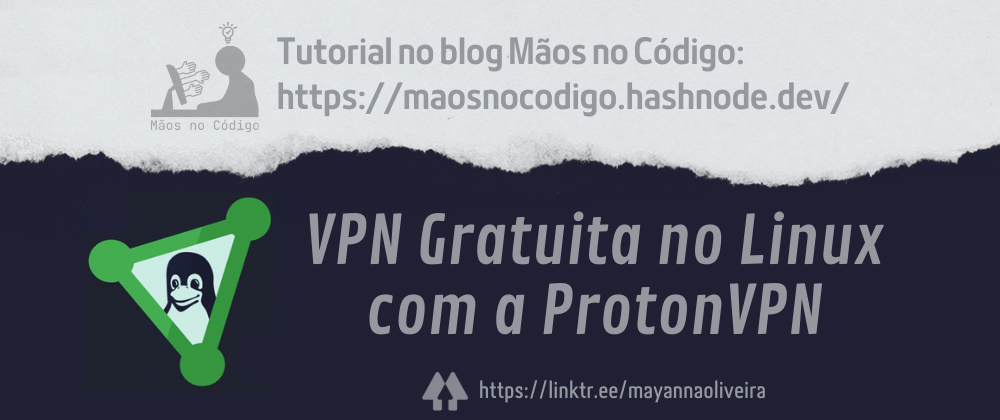 Tutorial no blog Mãos no Código:
https://maosnocodigo.hashnode.dev/
Mãos no Código
VPN Gratuita no Linux
com a ProtonVPN
https://linktr.ee/mayannaoliveira